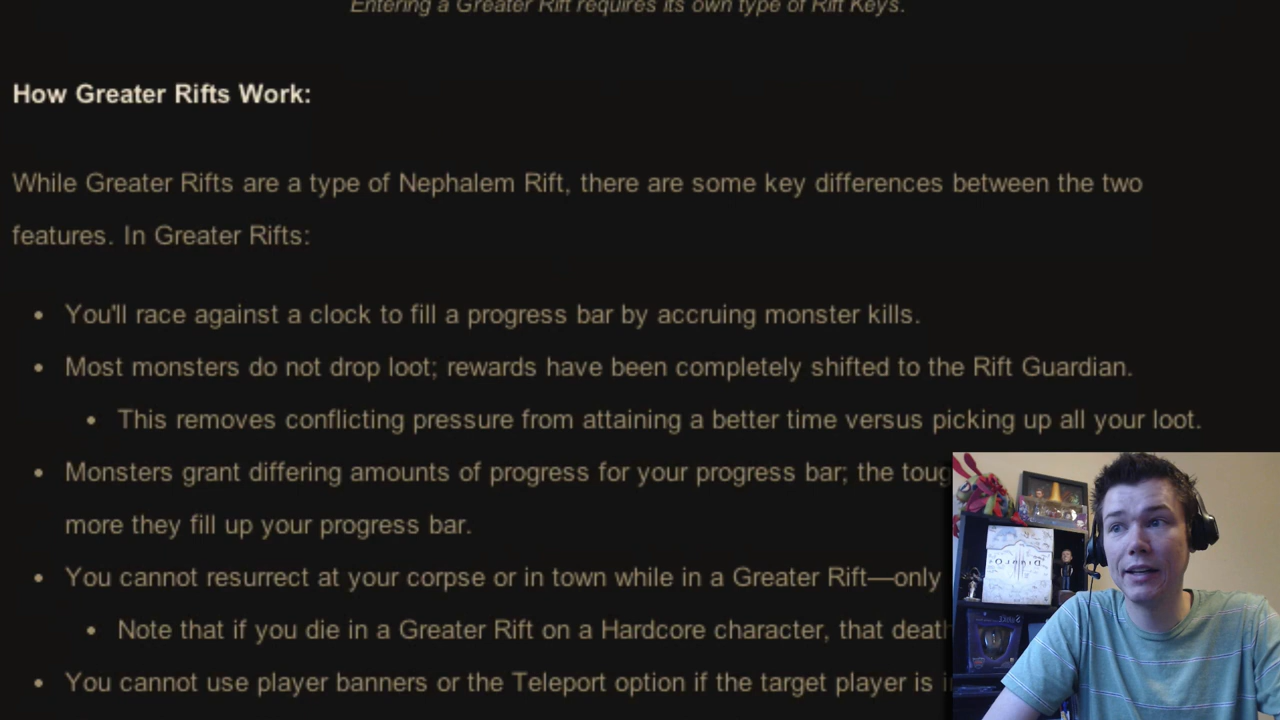 Entering a Greater Rift requires its own type of Rift Keys.
How Greater Rifts Work:
While Greater Rifts are a type of Nephalem Rift, there are some key differences between the two
features. In Greater Rifts:
• You'll race against a clock to fill a progress bar by accruing monster kills.
• Most monsters do not drop loot; rewards have been completely shifted to the Rift Guardian.
• This removes conflicting pressure from attaining a better time versus picking up all your loot.
• Monsters grant differing amounts of progress for your progress bar; the toug
more they fill up your progress bar.
• You cannot resurrect at your corpse or in town while in a Greater Rift—only
• Note that if you die in a Greater Rift on a Hardcore character, that death
• You cannot use player banners or the Teleport option if the target player is i